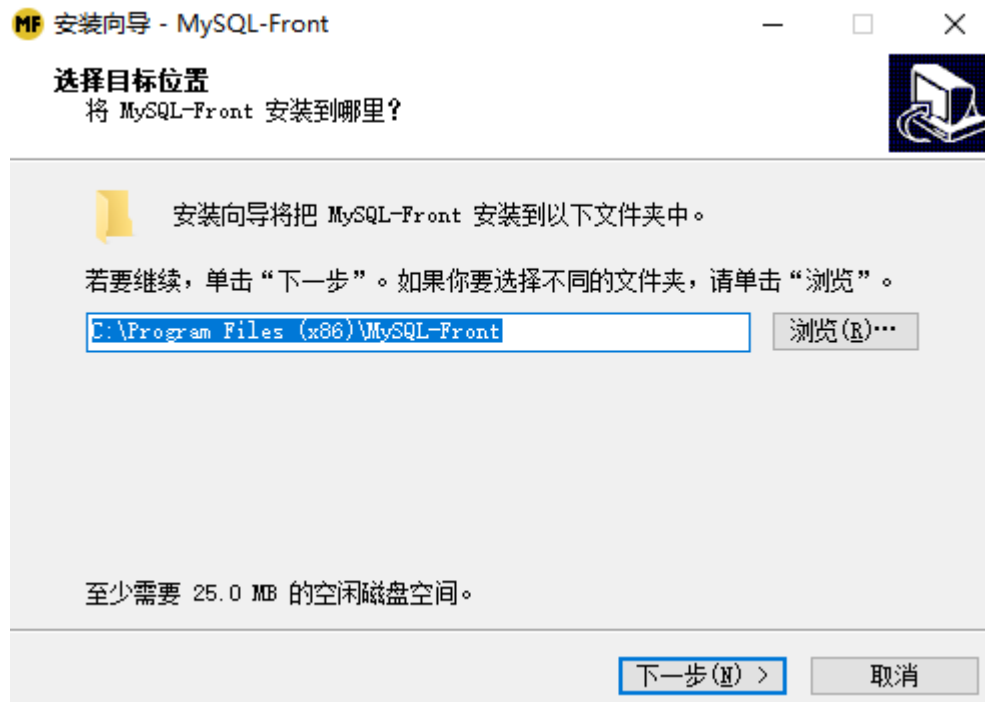 MF 安装向导 - MySQL-Front
选择目标位置
将 MySQL-Front 安装到哪里?
安装向导将把 MySQL-Front 安装到以下文件夹中。
若要继续，单击“下一步”。如果你要选择不同的文件夹，请单击“浏览”。
C:\Program Files (x86)\MySQL-Front
浏览(R)…
至少需要 25.0 MB 的空闲磁盘空间。
下一步(N) >
取消